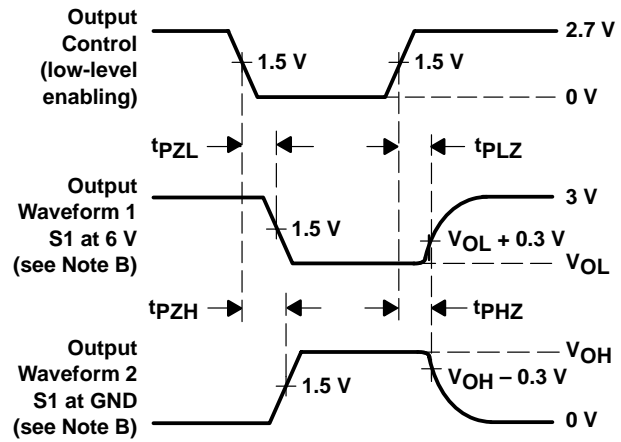 Output
Control
(low-level
enabling)
1.5 V
1.5 V
2.7 V
0 V
tPZL
tPLZ
Output
Waveform 1
S1 at 6 V
(see Note B)
1.5 V
3 V
VOL + 0.3 V
VOL
tPZH
tPHZ
Output
Waveform 2
S1 at GND
(see Note B)
1.5 V
VOH
VOH – 0.3 V
0 V